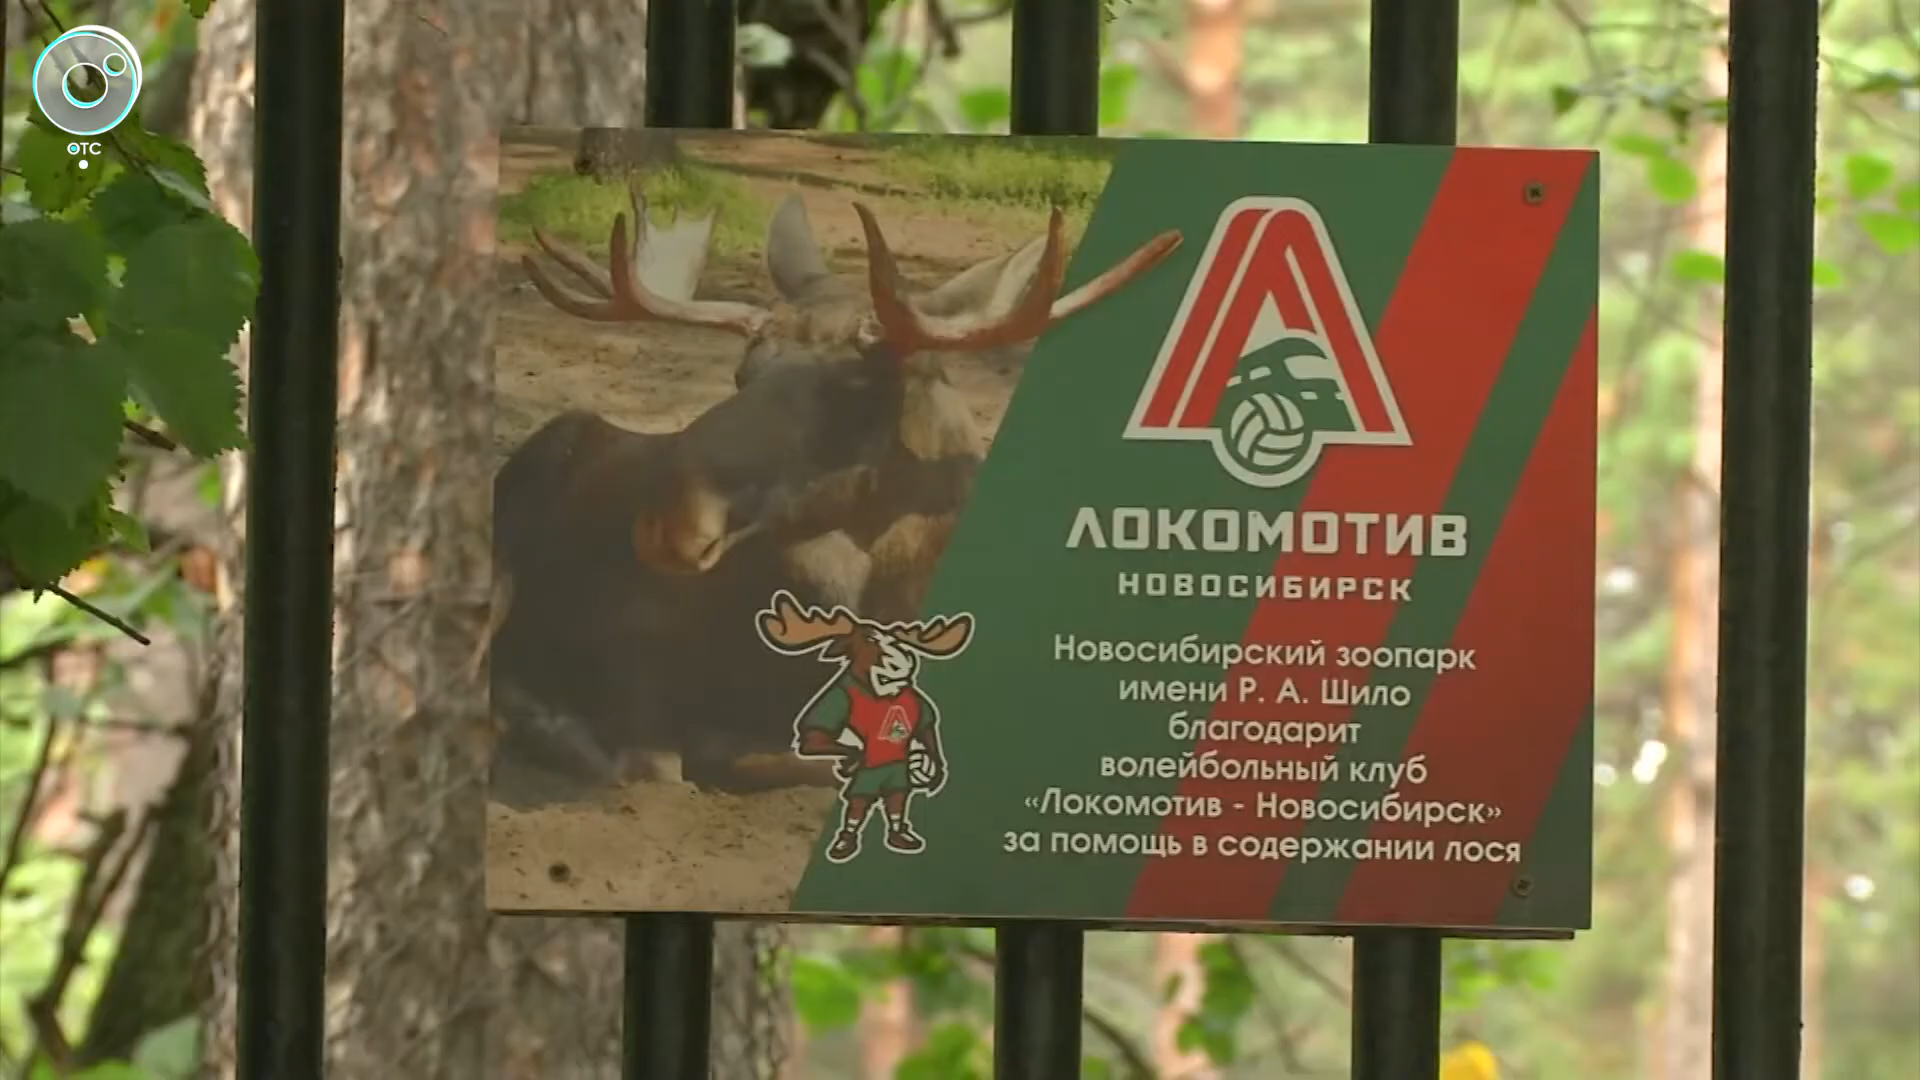 ОТС
ЛОКОМОТИВ
НОВОСИБИРСК
Новосибирский зоопарк
имени Р. А. Шило
благодарит
волейбольный клуб
«Локомотив - Новосибирск»
за помощь в содержании лося